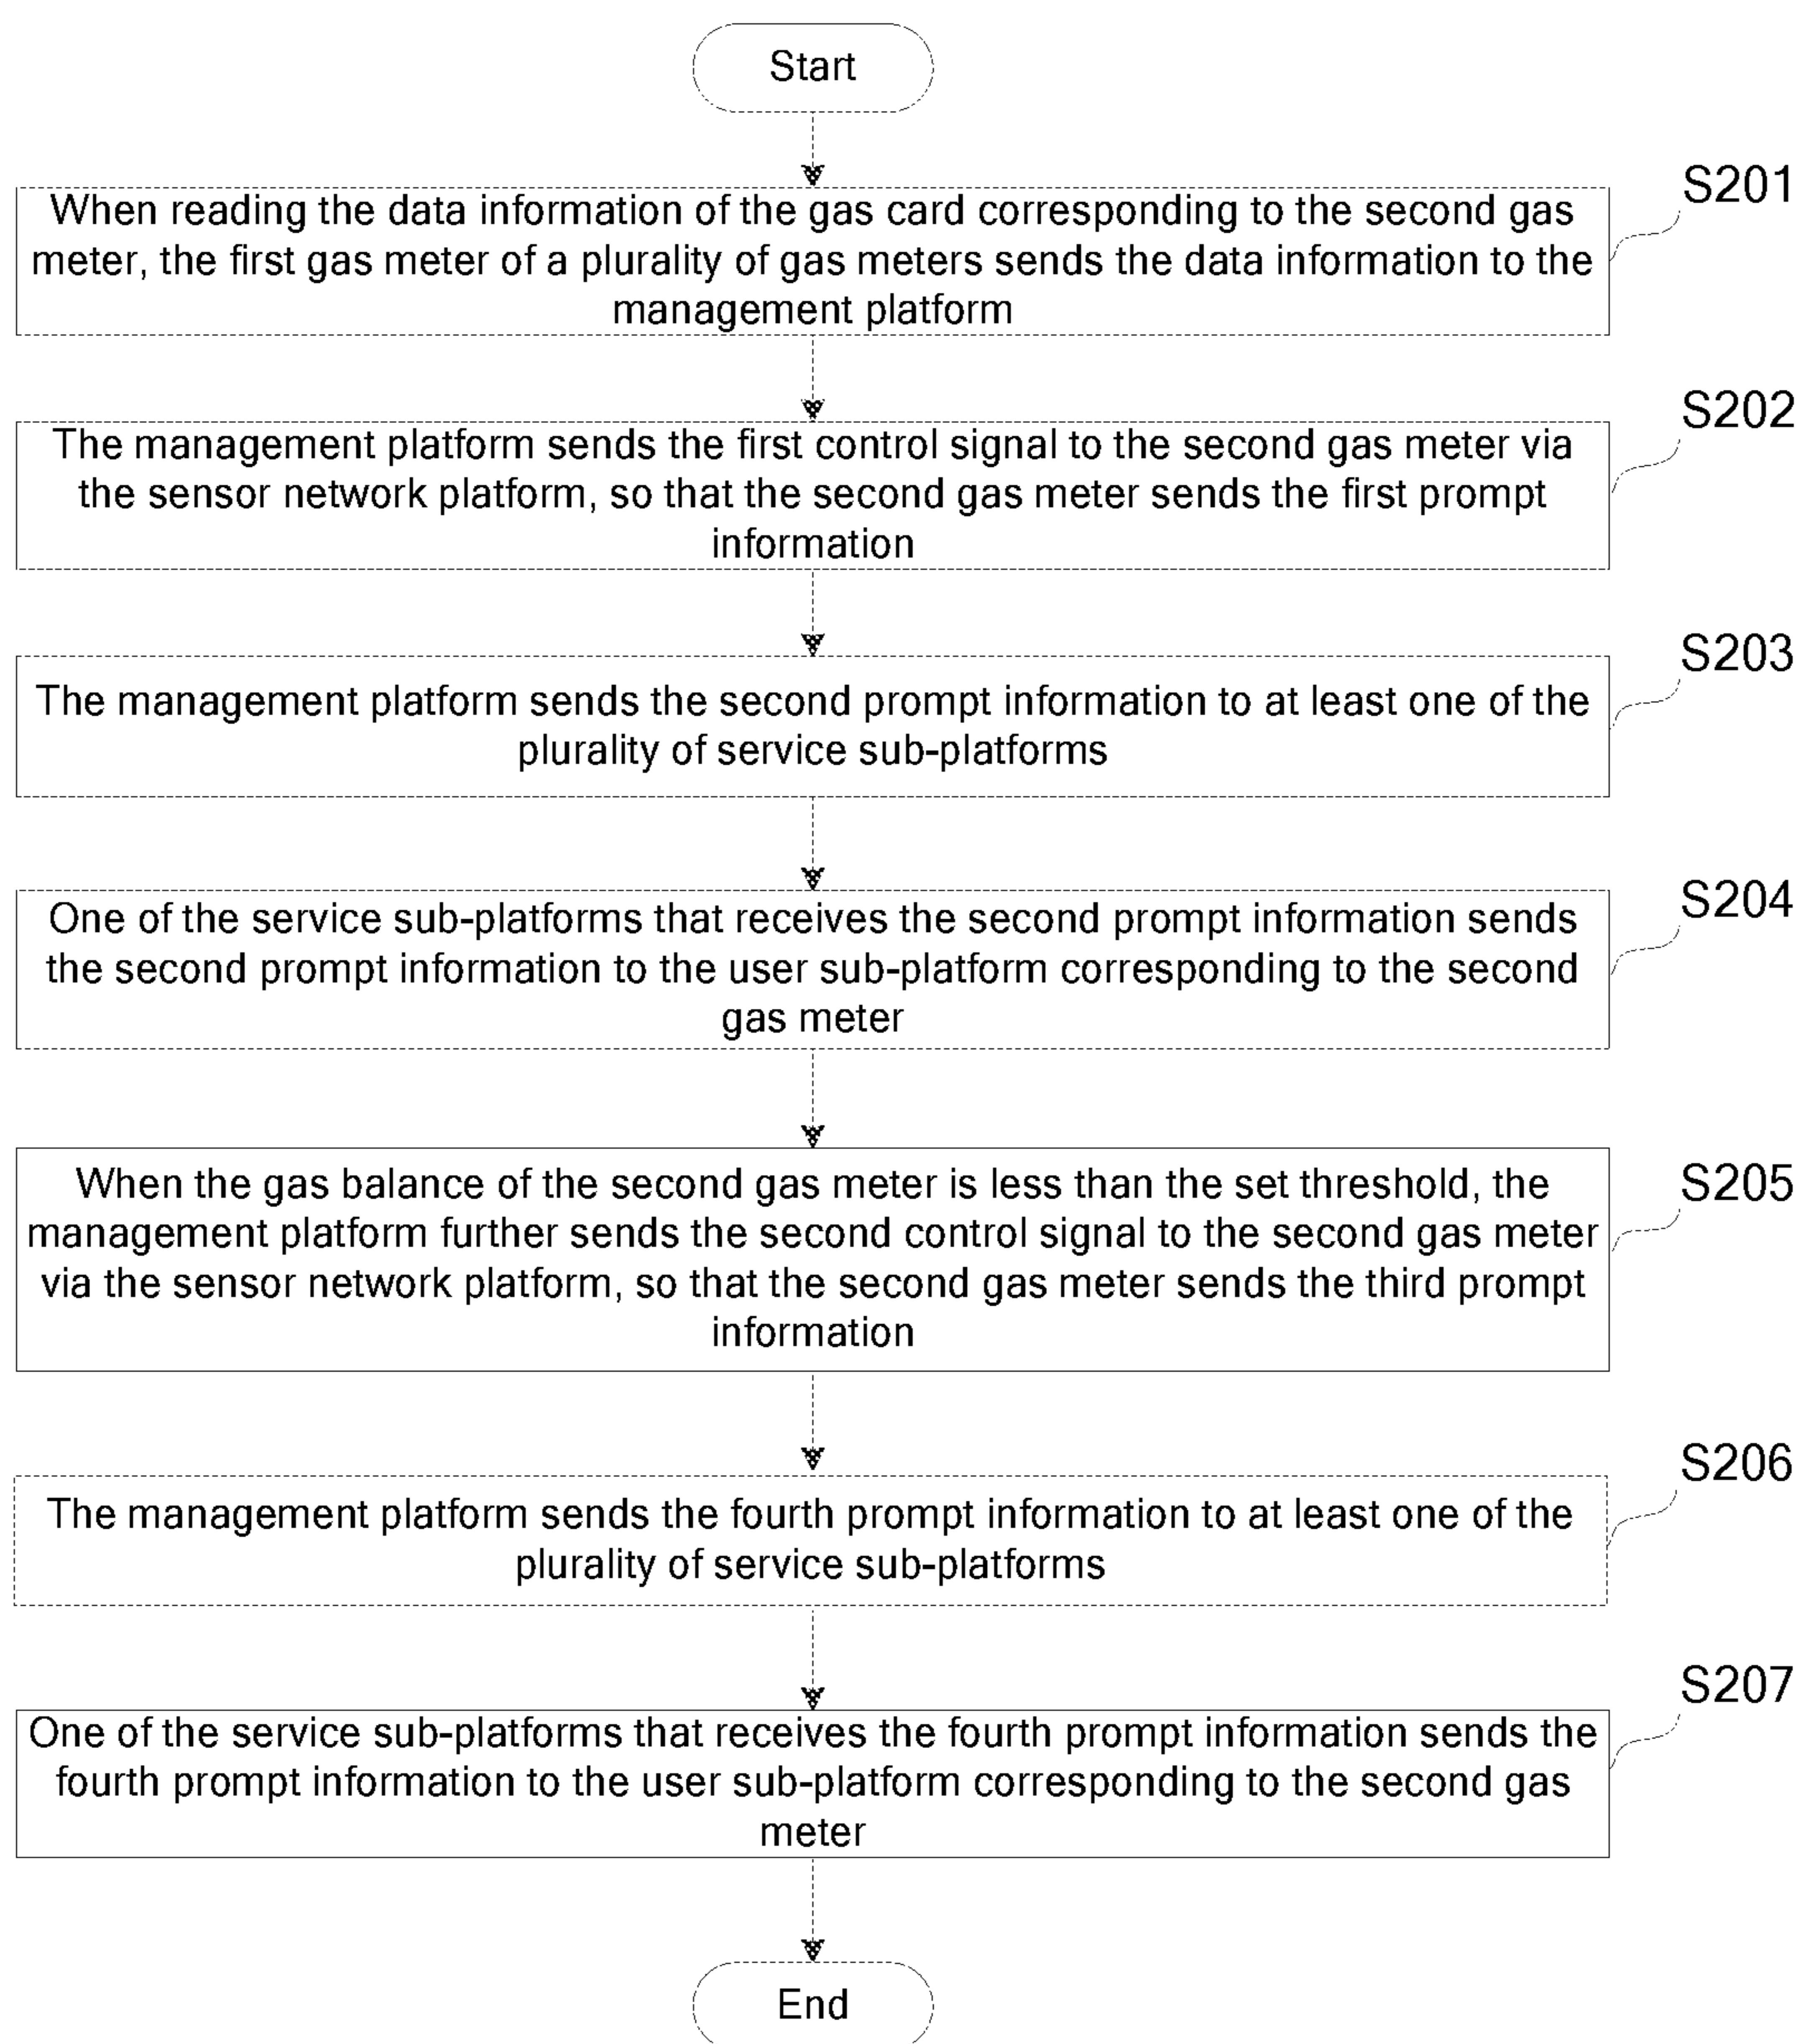 Start
S201
When reading the data information of the gas card corresponding to the second gas
meter, the first gas meter of a plurality of gas meters sends the data information to the
management platform
S202
The management platform sends the first control signal to the second gas meter via
the sensor network platform, so that the second gas meter sends the first prompt
information
S203
The management platform sends the second prompt information to at least one of the
plurality of service sub-platforms
S204
One of the service sub-platforms that receives the second prompt information sends
the second prompt information to the user sub-platform corresponding to the second
gas meter
S205
When the gas balance of the second gas meter is less than the set threshold, the
management platform further sends the second control signal to the second gas meter
via the sensor network platform, so that the second gas meter sends the third prompt
information
S206
The management platform sends the fourth prompt information to at least one of the
plurality of service sub-platforms
S207
One of the service sub-platforms that receives the fourth prompt information sends the
fourth prompt information to the user sub-platform corresponding to the second gas
meter
End